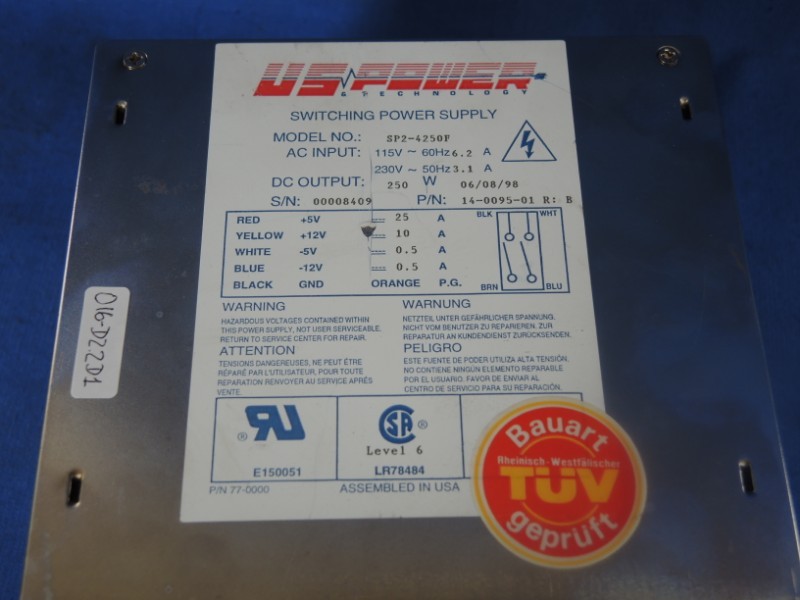 US POWER
& TECHNOLOGY
SWITCHING POWER SUPPLY
MODEL NO.: SP2-4250F
AC INPUT: 115V ~ 60Hz 6.2 A
230V ~ 50Hz 3.1 A
DC OUTPUT: 250 W 06/08/98
S/N: 00008409 P/N: 14-0095-01 R: B
RED +5V 25 A
YELLOW +12V 10 A
WHITE -5V 0.5 A
BLUE -12V 0.5 A
BLACK GND ORANGE P.G.
BLK WHT
BRN BLU
WARNING
HAZARDOUS VOLTAGES CONTAINED WITHIN
THIS POWER SUPPLY, NOT USER SERVICEABLE.
RETURN TO SERVICE CENTER FOR REPAIR.
WARNUNG
NETZTEIL UNTER GEFÄHRLICHER SPANNUNG,
NICHT VOM BENUTZER ZU REPARIEREN. ZUR
REPARATUR AN KUNDENDIENST ZURÜCKSENDEN.
ATTENTION
TENSIONS DANGEREUSES, NE PEUT ÊTRE
RÉPARÉ PAR L'UTILISATEUR, POUR TOUTE
REPARATION RENVOYER AU SERVICE APRÉS
VENTE.
PELIGRO
ESTE FUENTE DE PODER UTILIZA ALTA TENSIÓN.
NO CONTIENE NINGÚN ELEMENTO REPARABLE
POR EL USUARIO. FAVOR DE ENVIAR AL
CENTRO DE SERVICIO PARA SU REPARACIÓN.
RU ®
E150051
SA ®
Level 6
LR78484
P/N 77-0000 ASSEMBLED IN USA
Bauart
Rheinisch-Westfälischer
TÜV
geprüft
016-D22D1